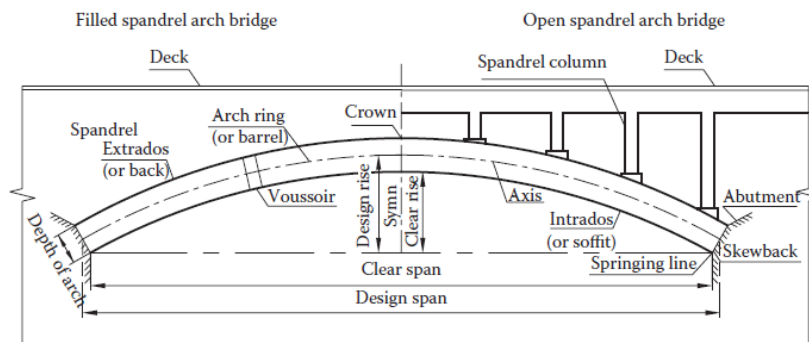 Filled spandrel arch bridge
Open spandrel arch bridge
Deck
Spandrel column
Deck
Crown
Arch ring
(or barrel)
Spandrel
Extrados
(or back)
Voussoir
Design rise
Symn
Clear rise
Axis
Intrados
(or soffit)
Abutment
Skewback
Springing line
Depth of arch
Clear span
Design span